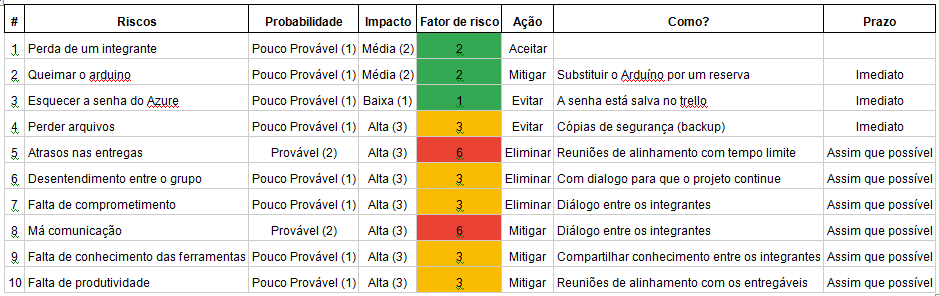 # Riscos Probabilidade Impacto Fator de risco Ação Como? Prazo
1 Perda de um integrante Pouco Provável (1) Média (2) 2 Aceitar
2 Queimar o arduino Pouco Provável (1) Média (2) 2 Mitigar Substituir o Arduíno por um reserva Imediato
3 Esquecer a senha do Azure Pouco Provável (1) Baixa (1) 1 Evitar A senha está salva no trello Imediato
4 Perder arquivos Pouco Provável (1) Alta (3) 3 Evitar Cópias de segurança (backup) Imediato
5 Atrasos nas entregas Provável (2) Alta (3) 6 Eliminar Reuniões de alinhamento com tempo limite Assim que possível
6 Desentendimento entre o grupo Pouco Provável (1) Alta (3) 3 Eliminar Com dialogo para que o projeto continue Assim que possível
7 Falta de comprometimento Pouco Provável (1) Alta (3) 3 Eliminar Diálogo entre os integrantes Assim que possível
8 Má comunicação Provável (2) Alta (3) 6 Mitigar Diálogo entre os integrantes Assim que possível
9 Falta de conhecimento das ferramentas Pouco Provável (1) Alta (3) 3 Mitigar Compartilhar conhecimento entre os integrantes Assim que possível
10 Falta de produtividade Pouco Provável (1) Alta (3) 3 Mitigar Reuniões de alinhamento com os entregáveis Assim que possível